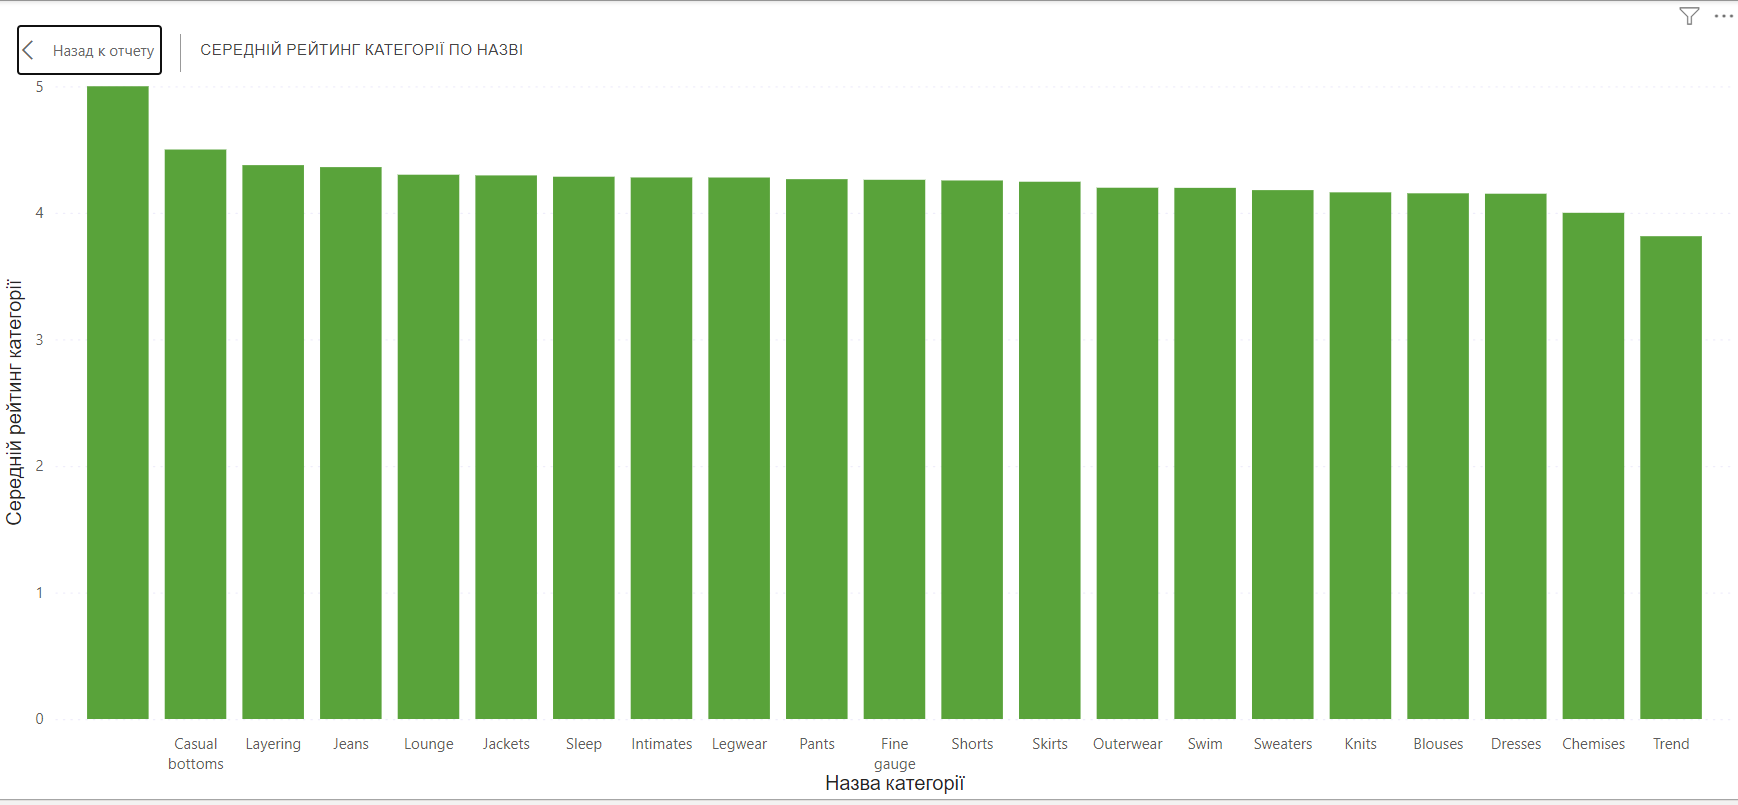 Назад к отчету
СЕРЕДНІЙ РЕЙТИНГ КАТЕГОРІЇ ПО НАЗВІ
Середній рейтинг категорії
5
4
3
2
1
0
Casual bottoms
Layering
Jeans
Lounge
Jackets
Sleep
Intimates
Legwear
Pants
Fine gauge
Shorts
Skirts
Outerwear
Swim
Sweaters
Knits
Blouses
Dresses
Chemises
Trend
Назва категорії